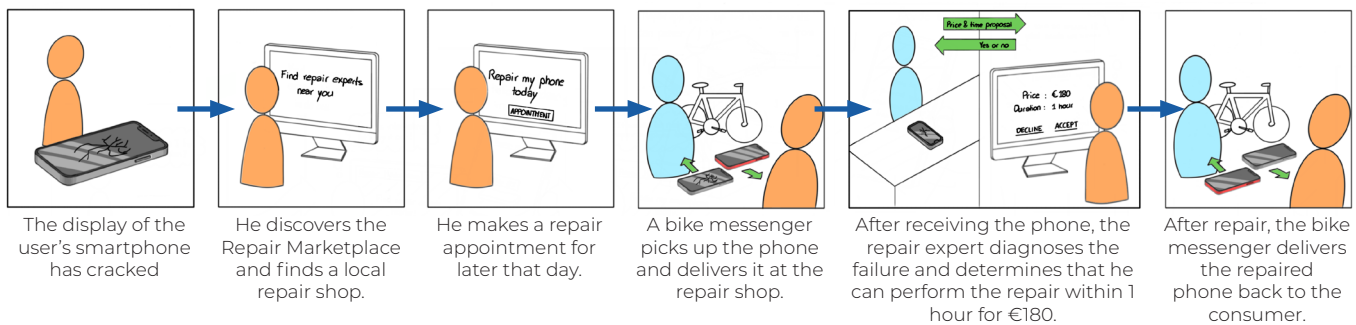 Find repair experts
near you
Repair my phone
today
APPOINTMENT
Price & time proposal
Yes or no
Price : €180
Duration : 1 hour
DECLINE ACCEPT
The display of the
user's smartphone
has cracked
He discovers the
Repair Marketplace
and finds a local
repair shop.
He makes a repair
appointment for
later that day.
A bike messenger
picks up the phone
and delivers it at the
repair shop.
After receiving the phone, the
repair expert diagnoses the
failure and determines that he
can perform the repair within 1
hour for €180.
After repair, the bike
messenger delivers
the repaired
phone back to the
consumer.